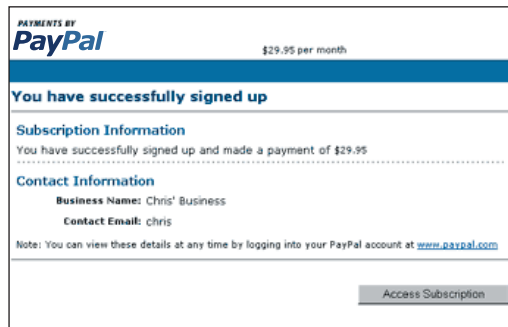 PAYMENTS BY
PayPal
$29.95 per month
You have successfully signed up
Subscription Information
You have successfully signed up and made a payment of $29.95
Contact Information
Business Name: Chris' Business
Contact Email: chris
Note: You can view these details at any time by logging into your PayPal account at www.paypal.com
Access Subscription